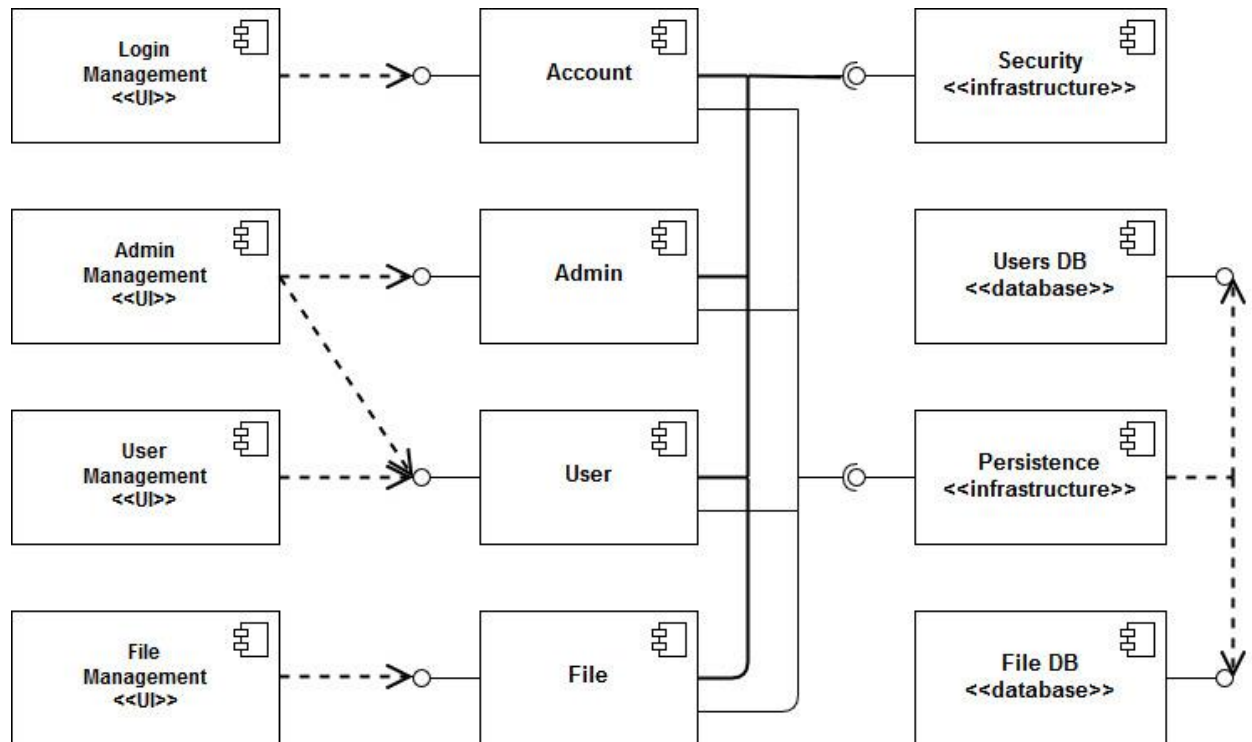 Login
Management
<<UI>>
Account
Security
<<infrastructure>>
Admin
Management
<<UI>>
Admin
Users DB
<<database>>
User
Management
<<UI>>
User
Persistence
<<infrastructure>>
File
Management
<<UI>>
File
File DB
<<database>>